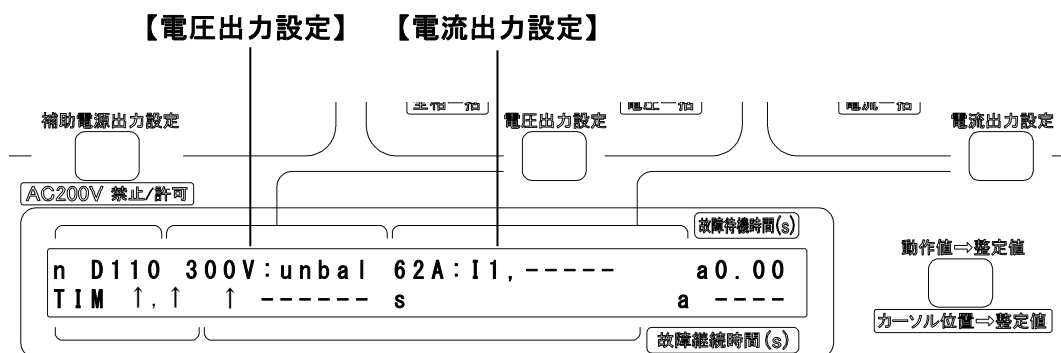 【電圧出力設定】 【電流出力設定】
補助電源出力設定
全相一括 電圧一括 電流一括
電圧出力設定 電流出力設定
AC200V 禁止/許可
故障待機時間(s)
動作値⇒整定値
n D110 300V:unbal 62A:I1,----- a0.00
TIM ↑,↑ ↑ ------ s a ----
カーソル位置⇒整定値
故障継続時間(s)